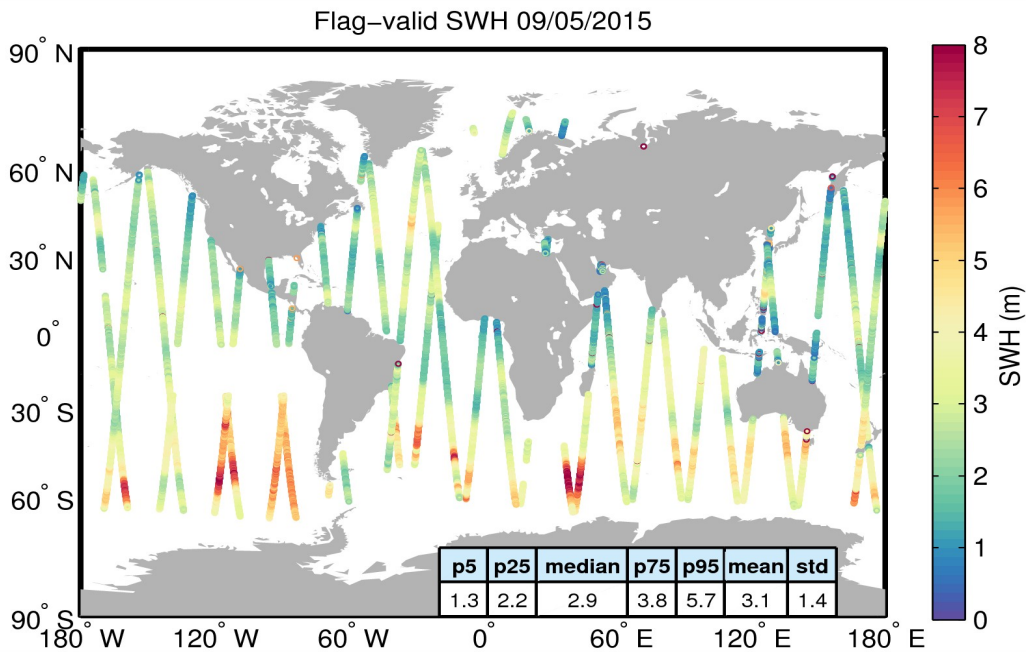 Flag−valid SWH 09/05/2015
90° N
60° N
30° N
0°
30° S
60° S
90° S
180° W
120° W
60° W
0°
60° E
120° E
180° E
8
7
6
5
4
3
2
1
0
SWH (m)
p5 p25 median p75 p95 mean std
1.3 2.2 2.9 3.8 5.7 3.1 1.4